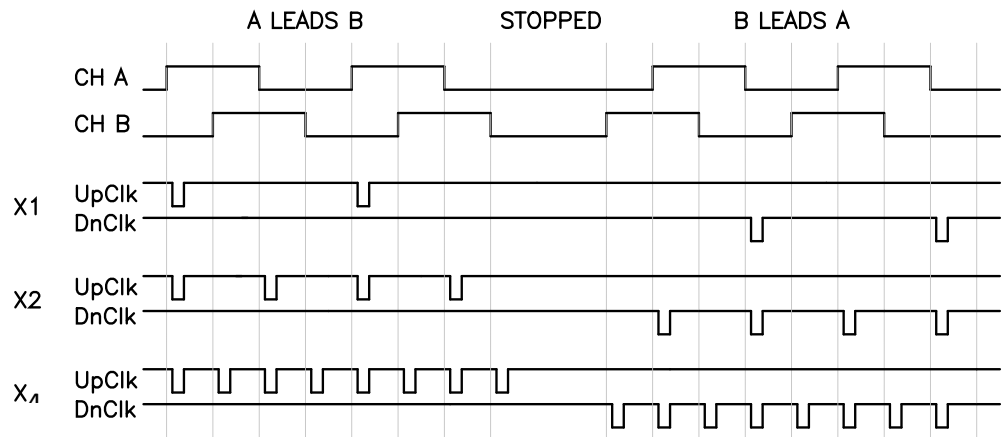 A LEADS B STOPPED B LEADS A
CH A
CH B
X1
UpClk
DnClk
X2
UpClk
DnClk
X4
UpClk
DnClk